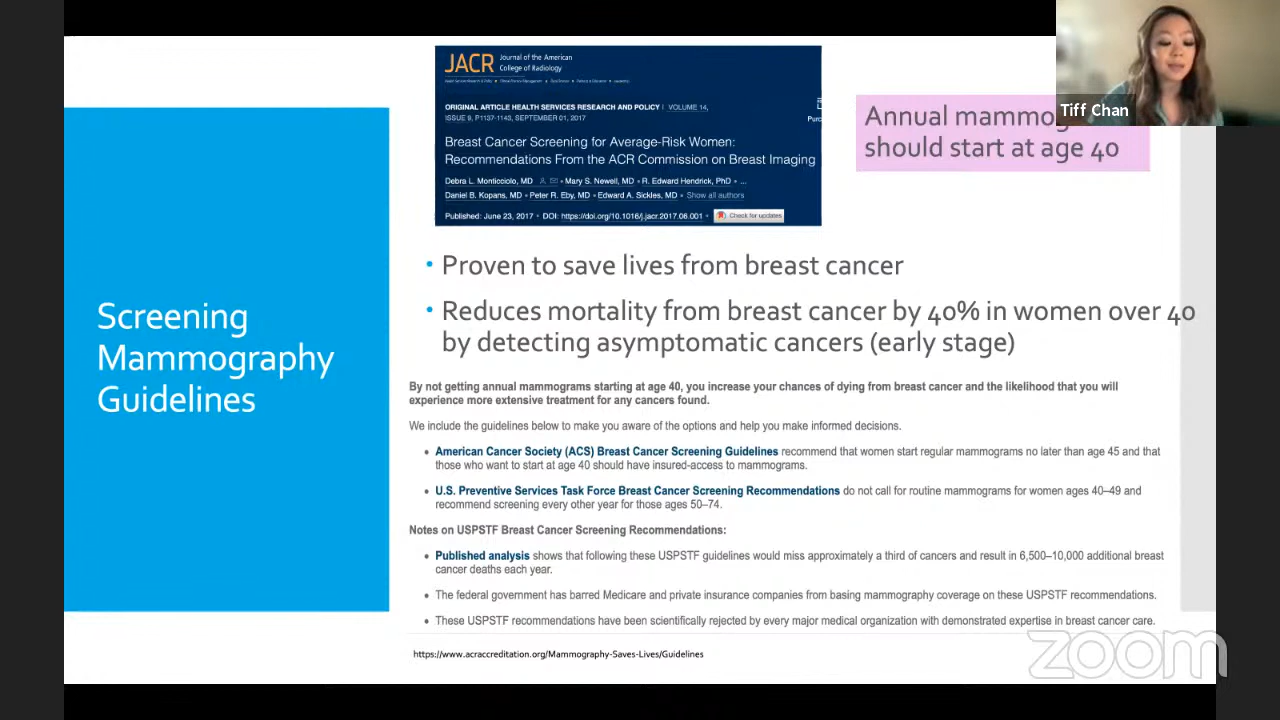 JACR Journal of the American
College of Radiology
ORIGINAL ARTICLE HEALTH SERVICES RESEARCH AND POLICY | VOLUME 14,
ISSUE 9, P1137-1143, SEPTEMBER 01, 2017
Purc
Breast Cancer Screening for Average-Risk Women:
Recommendations From the ACR Commission on Breast Imaging
Debra L. Monticciolo, MD • Mary S. Newell, MD • R. Edward Hendrick, PhD • ...
Daniel B. Kopans, MD • Peter R. Eby, MD • Edward A. Sickles, MD • Show all authors
Published: June 23, 2017 • DOI: https://doi.org/10.1016/j.jacr.2017.06.001 • Check for updates
Annual mammog
should start at age 40
Tiff Chan
Screening
Mammography
Guidelines
• Proven to save lives from breast cancer
• Reduces mortality from breast cancer by 40% in women over 40
by detecting asymptomatic cancers (early stage)
By not getting annual mammograms starting at age 40, you increase your chances of dying from breast cancer and the likelihood that you will
experience more extensive treatment for any cancers found.
We include the guidelines below to make you aware of the options and help you make informed decisions.
• American Cancer Society (ACS) Breast Cancer Screening Guidelines recommend that women start regular mammograms no later than age 45 and that
those who want to start at age 40 should have insured-access to mammograms.
• U.S. Preventive Services Task Force Breast Cancer Screening Recommendations do not call for routine mammograms for women ages 40–49 and
recommend screening every other year for those ages 50–74.
Notes on USPSTF Breast Cancer Screening Recommendations:
• Published analysis shows that following these USPSTF guidelines would miss approximately a third of cancers and result in 6,500–10,000 additional breast
cancer deaths each year.
• The federal government has barred Medicare and private insurance companies from basing mammography coverage on these USPSTF recommendations.
• These USPSTF recommendations have been scientifically rejected by every major medical organization with demonstrated expertise in breast cancer care.
https://www.acraccreditation.org/Mammography-Saves-Lives/Guidelines
zoom